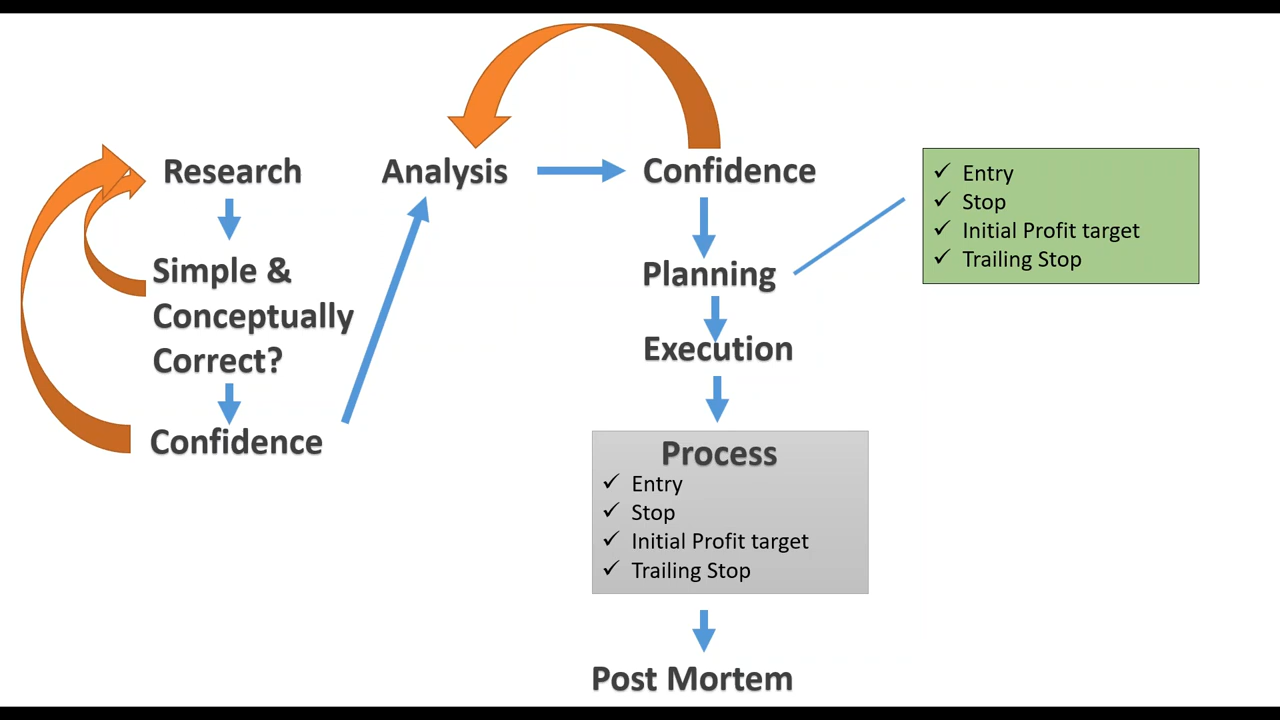 Research
Simple &
Conceptually
Correct?
Confidence
Analysis
Confidence
Planning
Entry
Stop
Initial Profit target
Trailing Stop
Execution
Process
Entry
Stop
Initial Profit target
Trailing Stop
Post Mortem